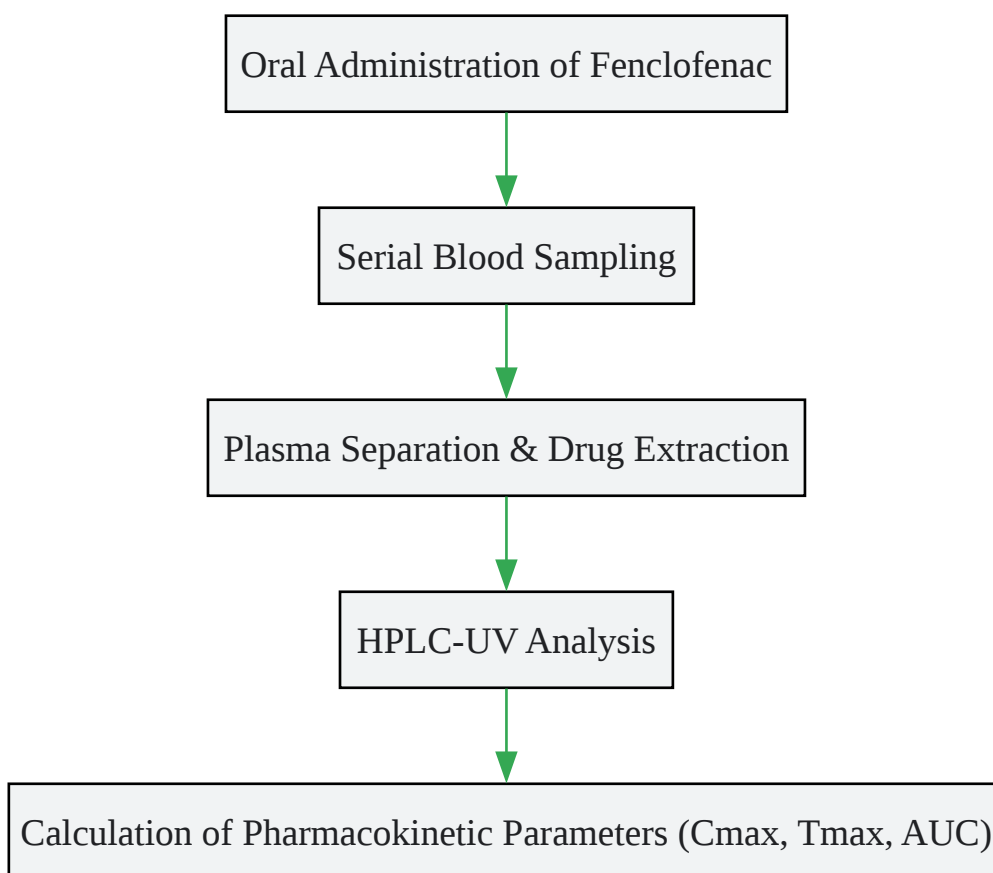 Oral Administration of Fenclofenac
Serial Blood Sampling
Plasma Separation & Drug Extraction
HPLC-UV Analysis
Calculation of Pharmacokinetic Parameters (Cmax, Tmax, AUC)